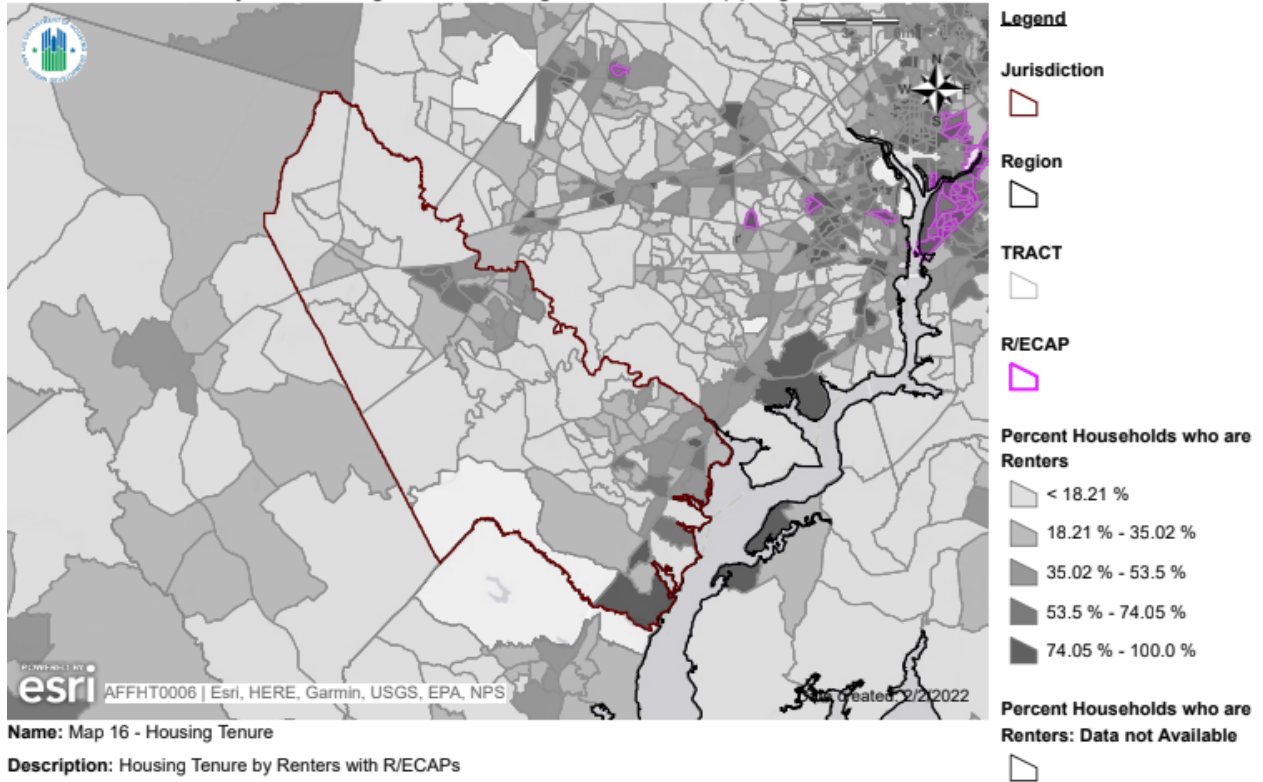 Legend
Jurisdiction
Region
TRACT
R/ECAP
Percent Households who are
Renters
< 18.21 %
18.21 % - 35.02 %
35.02 % - 53.5 %
53.5 % - 74.05 %
74.05 % - 100.0 %
Percent Households who are
Renters: Data not Available
N
W
E
S
POWERED BY
esri
AFFHT0006 | Esri, HERE, Garmin, USGS, EPA, NPS
created: 2/2/2022
Name: Map 16 - Housing Tenure
Description: Housing Tenure by Renters with R/ECAPs